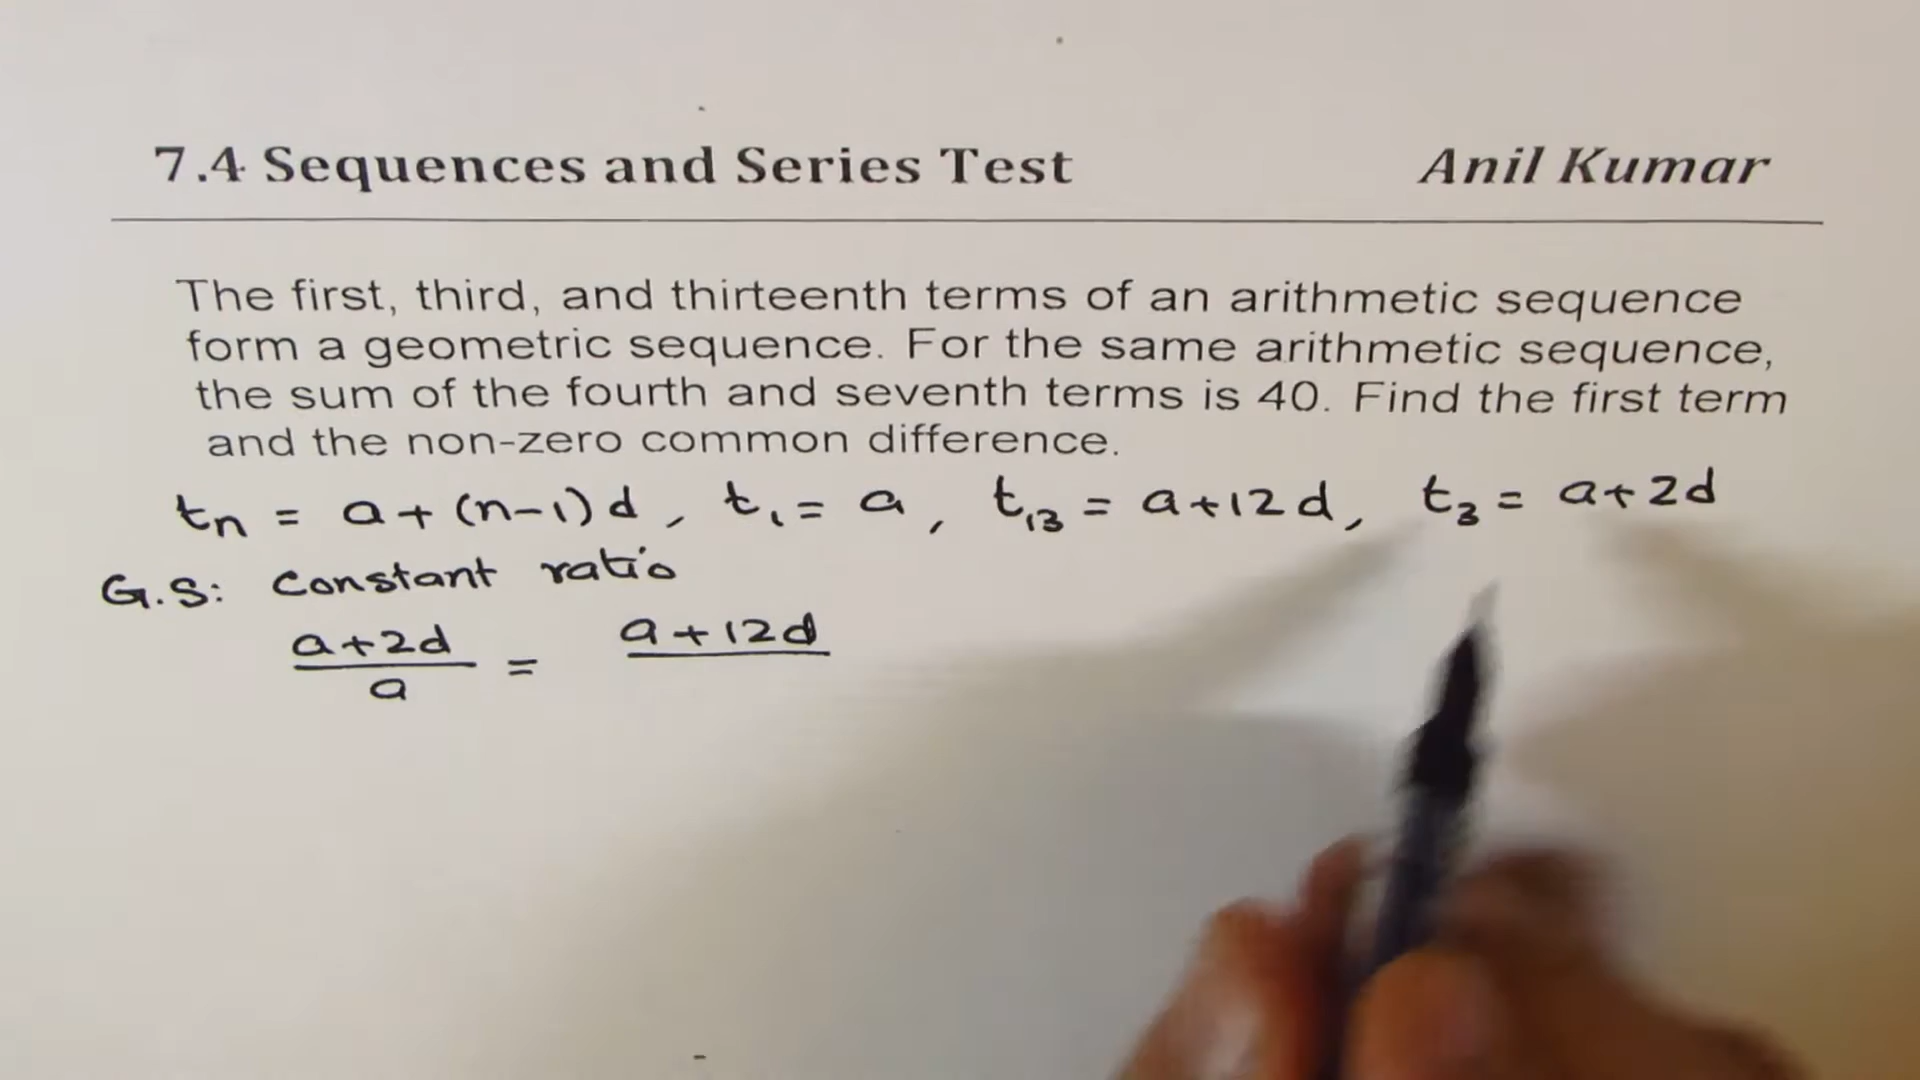 7.4 Sequences and Series Test Anil Kumar
The first, third, and thirteenth terms of an arithmetic sequence
form a geometric sequence. For the same arithmetic sequence,
the sum of the fourth and seventh terms is 40. Find the first term
and the non-zero common difference.
tn = a + (n-1)d, t1 = a, t13 = a+12d, t3 = a+2d
G.S: Constant ratio
a+2d / a = a+12d